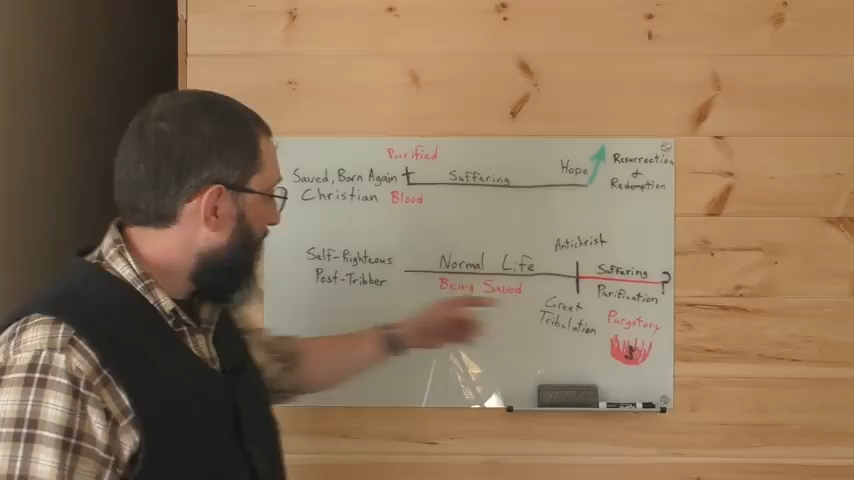 Purified
Saved, Born Again
Christian
Blood
Suffering
Hope
Resurrection
&
Redemption
Self-Righteous
Post-Tribber
Normal Life
Being Saved
Antichrist
Great
Tribulation
Suffering
?
Purification
Purgatory